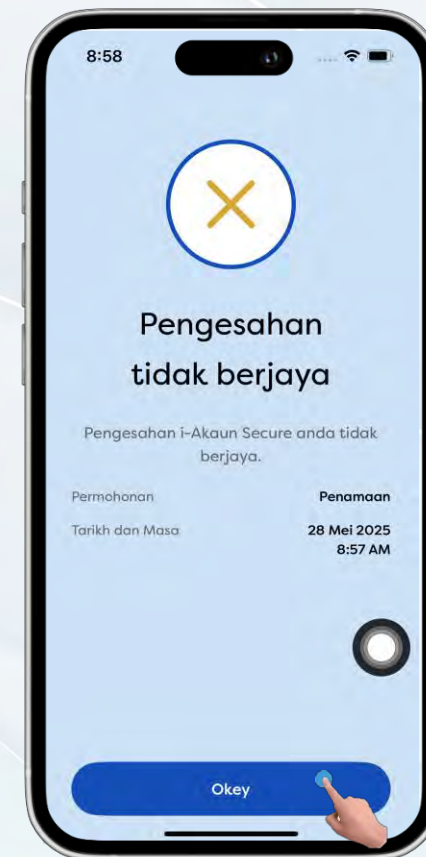 8:58
Pengesahan
tidak berjaya
Pengesahan i-Akaun Secure anda tidak
berjaya.
Permohonan Penamaan
Tarikh dan Masa 28 Mei 2025
8:57 AM
Okey